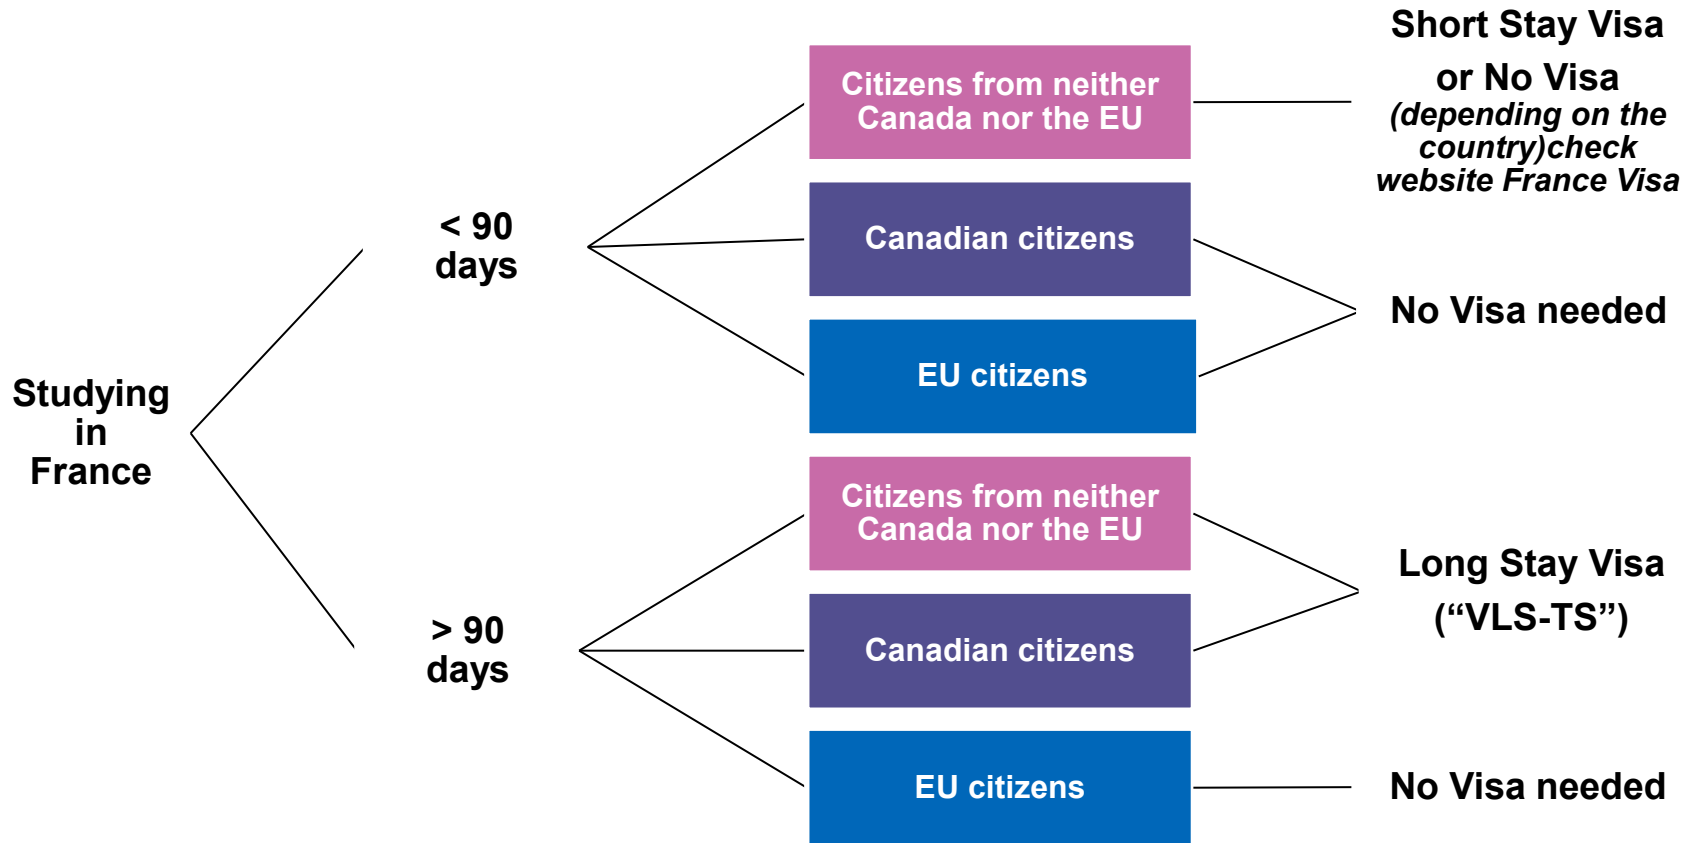 Studying
in
France
< 90
days
Citizens from neither
Canada nor the EU
Short Stay Visa
or No Visa
(depending on the
country)check
website France Visa
Canadian citizens
EU citizens
No Visa needed
> 90
days
Citizens from neither
Canada nor the EU
Canadian citizens
Long Stay Visa
(“VLS-TS”)
EU citizens
No Visa needed